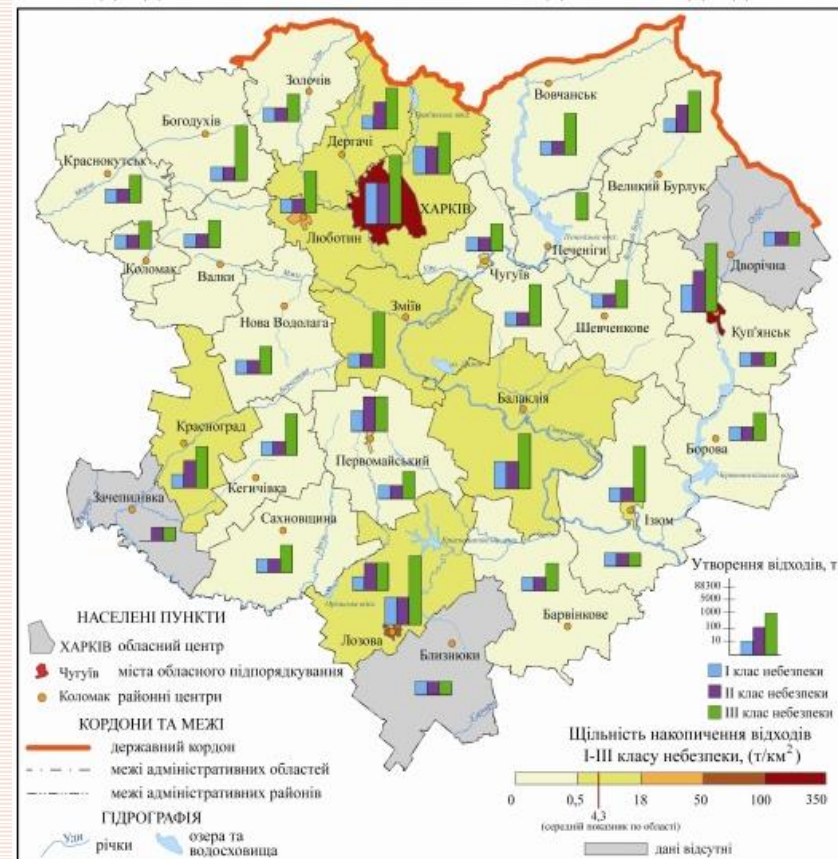 Золочів
Вовчанськ
Богодухів
Дергачі
Краснокутськ
Великий Бурлук
ХАРКІВ
Люботин
Печеніги
Коломак
Валки
Чугуїв
Дворічна
Зміїв
Нова Водолага
Шевченкове
Куп'янськ
Балаклія
Красноград
Борова
Первомайський
Зачепилівка
Кегичівка
Сахновщина
Ізюм
Барвінкове
Лозова
Близнюки
Утворення відходів, т
88300
5000
1000
100
10
І клас небезпеки
ІІ клас небезпеки
ІІІ клас небезпеки
НАСЕЛЕНІ ПУНКТИ
ХАРКІВ обласний центр
Чугуїв міста обласного підпорядкування
Коломак районні центри
КОРДОНИ ТА МЕЖІ
державний кордон
межі адміністративних областей
межі адміністративних районів
ГІДРОГРАФІЯ
Уди річки
озера та
водосховища
Щільність накопичення відходів
І-ІІІ класу небезпеки, (т/км²)
0 0,5 18 50 100 350
4,3
(середній показник по області)
дані відсутні